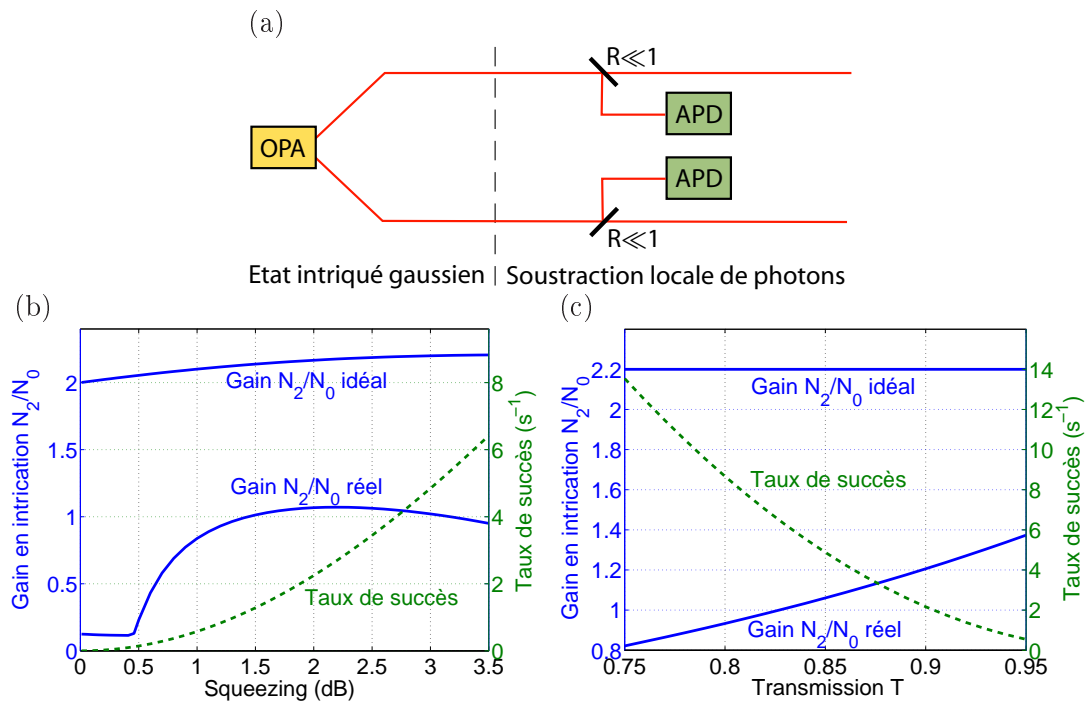 (a)
R≪1
APD
OPA
APD
R≪1
Etat intriqué gaussien
Soustraction locale de photons
(b)
Gain en intrication N2/N0
2
1.5
1
0.5
0
Gain N2/N0 idéal
Gain N2/N0 réel
Taux de succès
8
6
4
2
0
Taux de succès (s−1)
0 0.5 1.0 1.5 2 2.5 3 3.5
Squeezing (dB)
(c)
Gain en intrication N2/N0
2.2
2
1.8
1.6
1.4
1.2
1
0.8
Gain N2/N0 idéal
Taux de succès
Gain N2/N0 réel
14
12
10
8
6
4
2
0
Taux de succès (s−1)
0.75 0.8 0.85 0.9 0.95
Transmission T